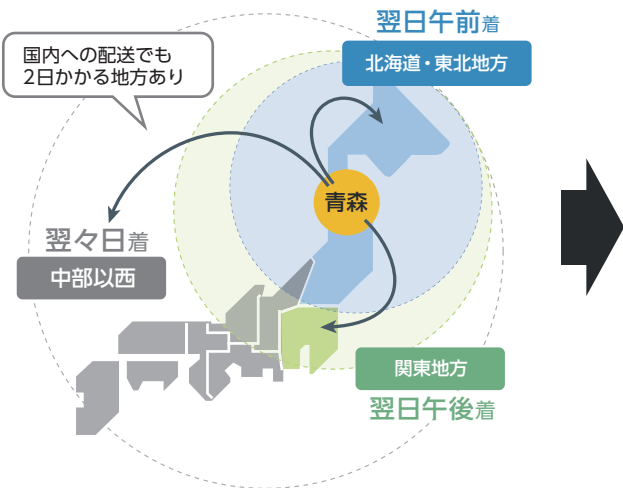 翌日午前着
北海道・東北地方
国内への配送でも
2日かかる地方あり
青森
翌々日着
中部以西
関東地方
翌日午後着